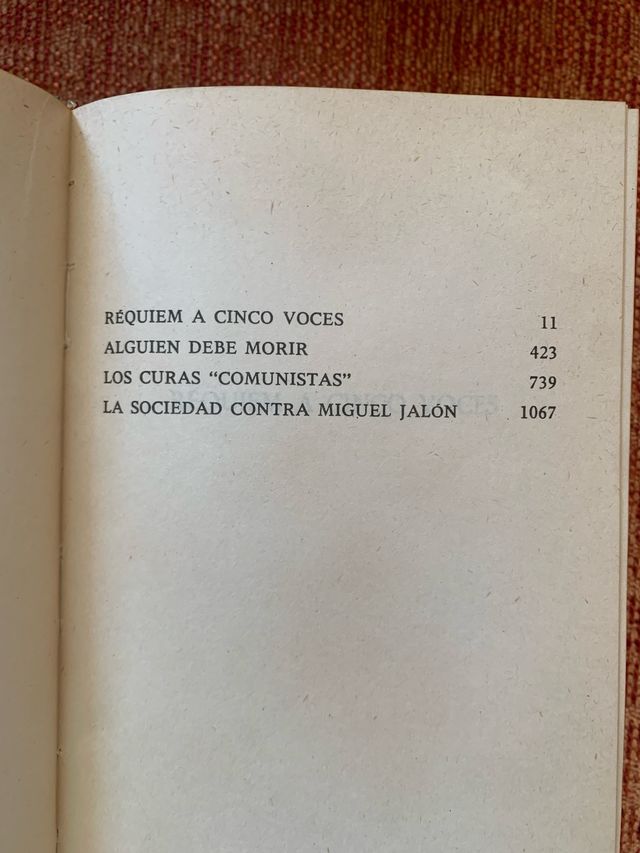 RÉQUIEM A CINCO VOCES 11
ALGUIEN DEBE MORIR 423
LOS CURAS “COMUNISTAS” 739
LA SOCIEDAD CONTRA MIGUEL JALÓN 1067